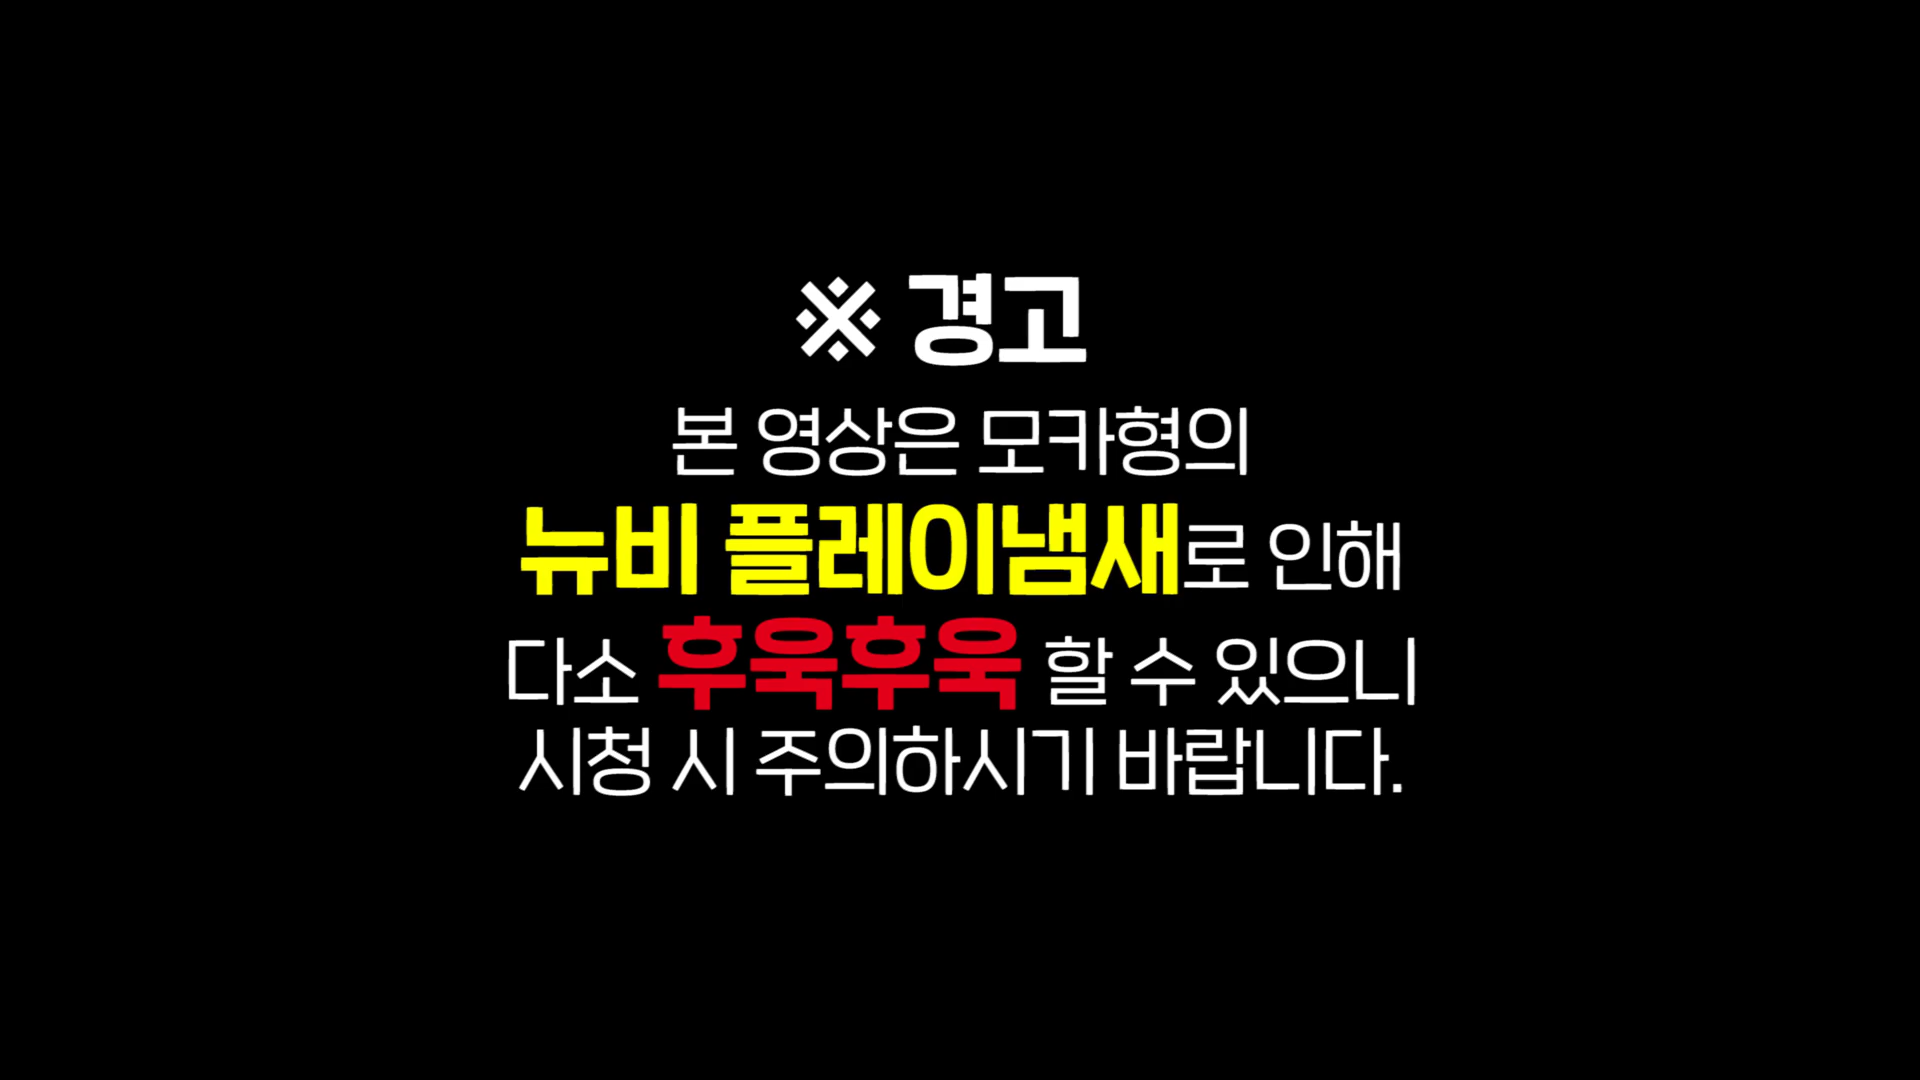 ※ 경고
본 영상은 모카형의
뉴비 플레이냄새로 인해
다소 후욱후욱 할 수 있으니
시청 시 주의하시기 바랍니다.